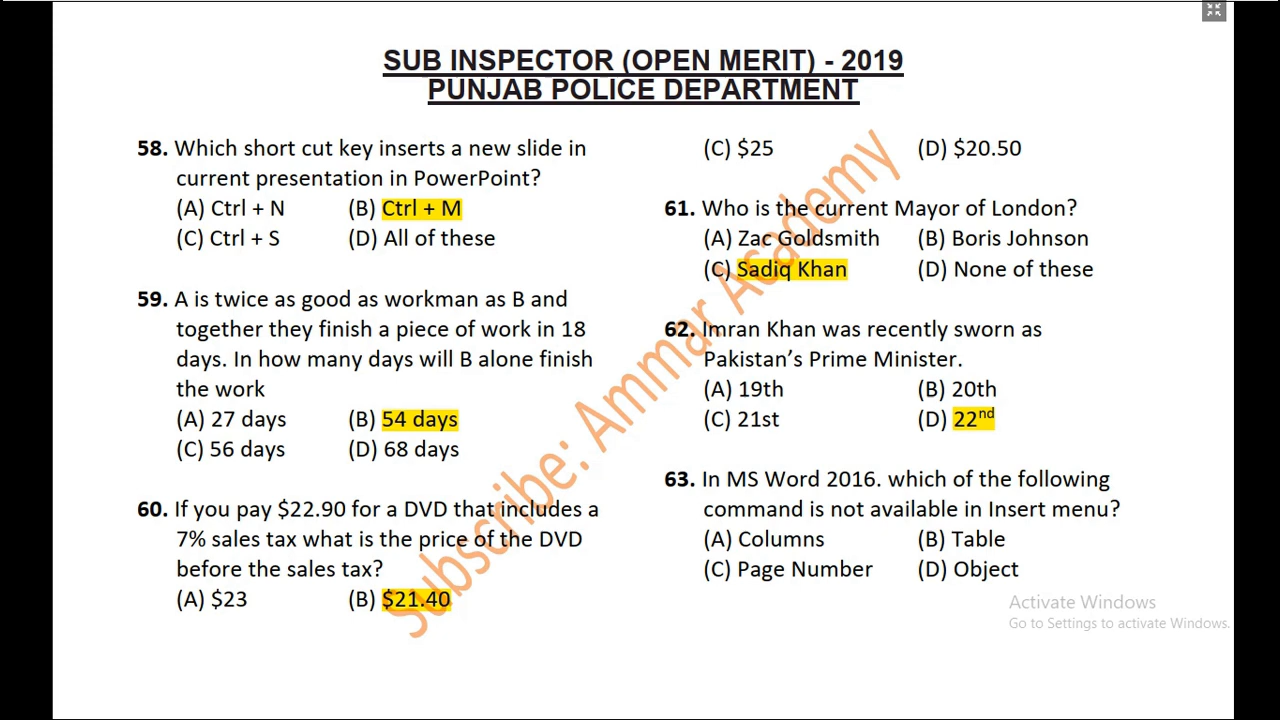 SUB INSPECTOR (OPEN MERIT) - 2019
PUNJAB POLICE DEPARTMENT
58. Which short cut key inserts a new slide in
current presentation in PowerPoint?
(A) Ctrl + N (B) Ctrl + M
(C) Ctrl + S (D) All of these
59. A is twice as good as workman as B and
together they finish a piece of work in 18
days. In how many days will B alone finish
the work
(A) 27 days (B) 54 days
(C) 56 days (D) 68 days
60. If you pay $22.90 for a DVD that includes a
7% sales tax what is the price of the DVD
before the sales tax?
(A) $23 (B) $21.40
(C) $25 (D) $20.50
61. Who is the current Mayor of London?
(A) Zac Goldsmith (B) Boris Johnson
(C) Sadiq Khan (D) None of these
62. Imran Khan was recently sworn as
Pakistan’s Prime Minister.
(A) 19th (B) 20th
(C) 21st (D) 22nd
63. In MS Word 2016. which of the following
command is not available in Insert menu?
(A) Columns (B) Table
(C) Page Number (D) Object
Subscribe: Ammar Academy
Activate Windows
Go to Settings to activate Windows.